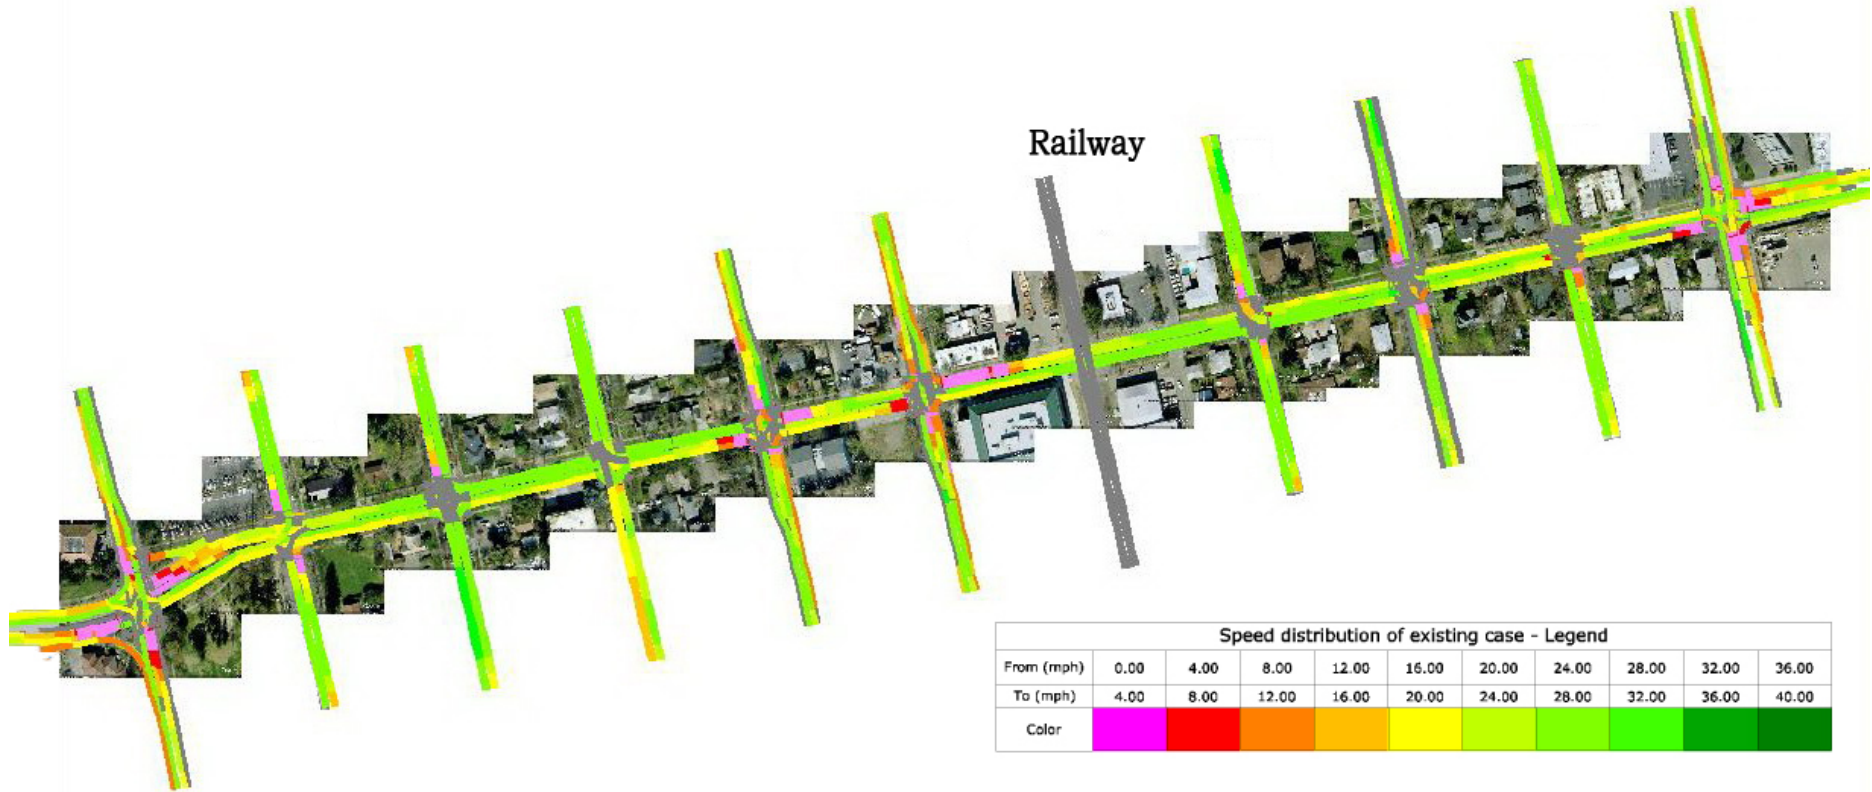 Railway
Speed distribution of existing case - Legend
From (mph) 0.00 4.00 8.00 12.00 16.00 20.00 24.00 28.00 32.00 36.00
To (mph) 4.00 8.00 12.00 16.00 20.00 24.00 28.00 32.00 36.00 40.00
Color